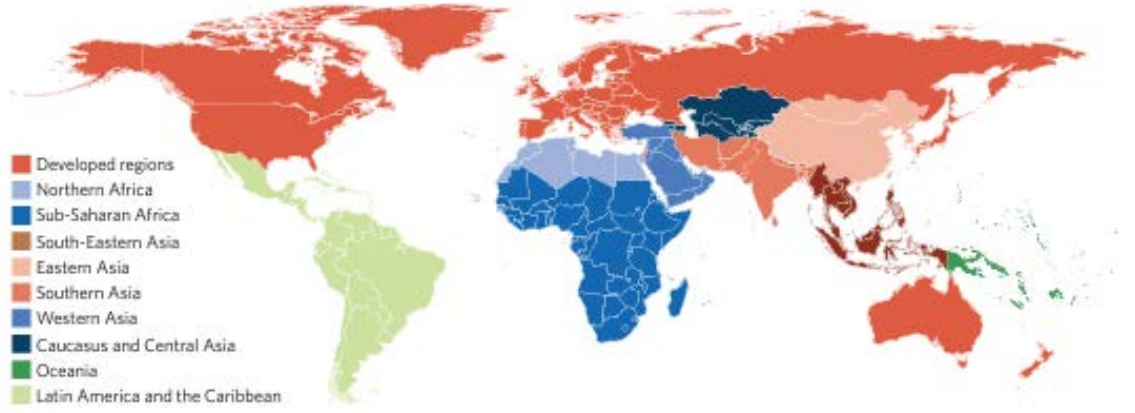 Developed regions
Northern Africa
Sub-Saharan Africa
South-Eastern Asia
Eastern Asia
Southern Asia
Western Asia
Caucasus and Central Asia
Oceania
Latin America and the Caribbean